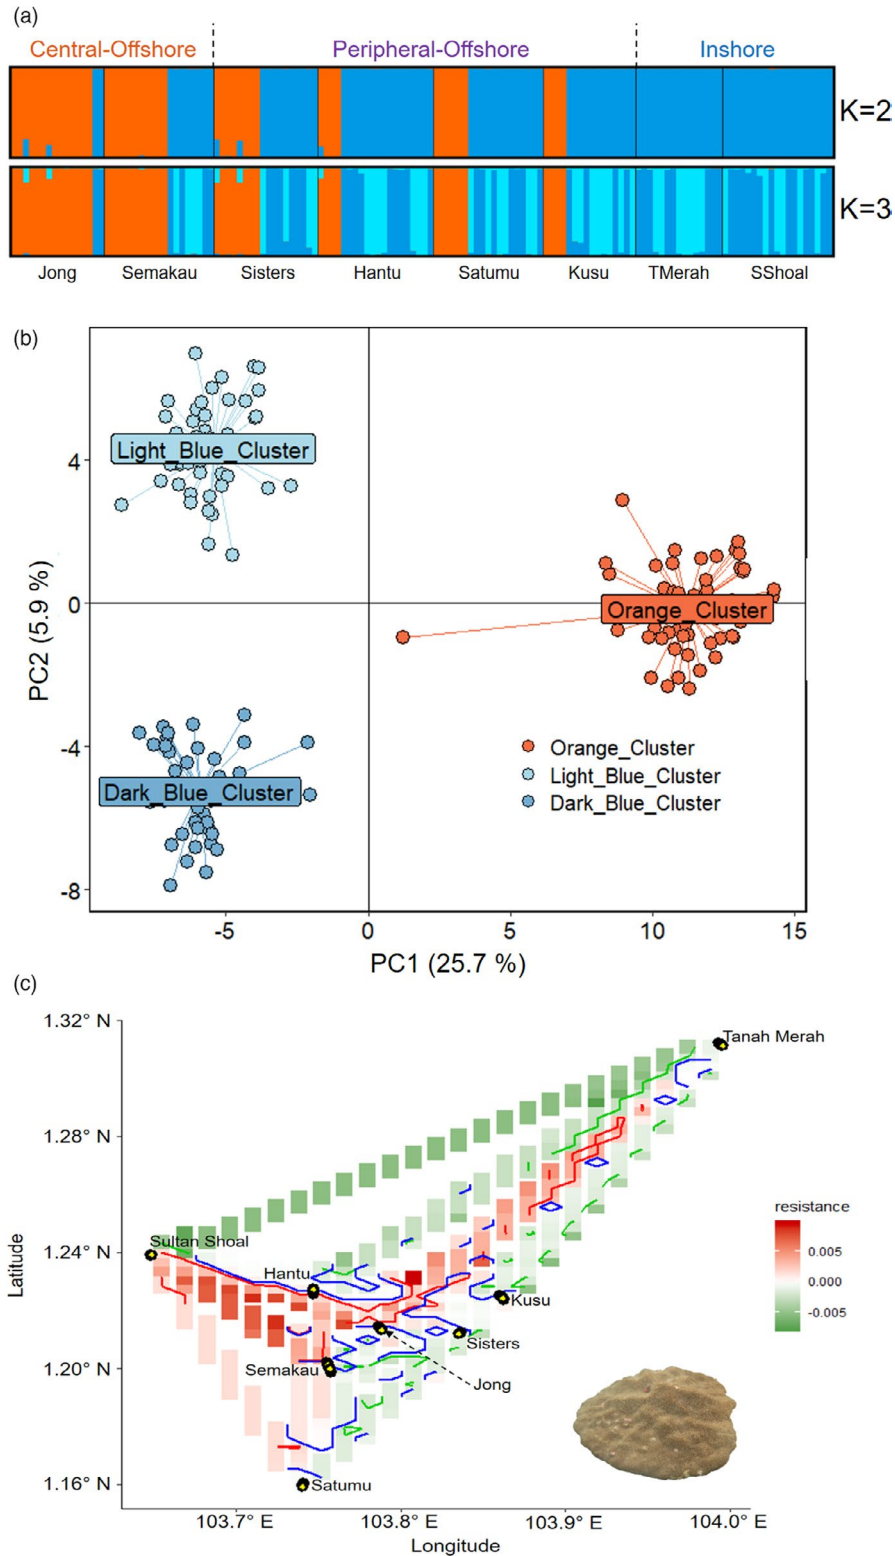 (a)
Central-Offshore Peripheral-Offshore Inshore
K=2
K=3
Jong Semakau Sisters Hantu Satumu Kusu TMerah SShoal
(b)
Light_Blue_Cluster
4
0
Orange_Cluster
PC2 (5.9 %)
-4
Orange_Cluster
Light_Blue_Cluster
Dark_Blue_Cluster
Dark_Blue_Cluster
-8
-5 0 5 10 15
PC1 (25.7 %)
(c)
1.32° N
Tanah Merah
1.28° N
resistance
0.005
0.000
-0.005
Sultan Shoal
1.24° N
Latitude
Hantu
Kusu
Sisters
1.20° N
Semakau
Jong
1.16° N
Satumu
103.7° E 103.8° E 103.9° E 104.0° E
Longitude